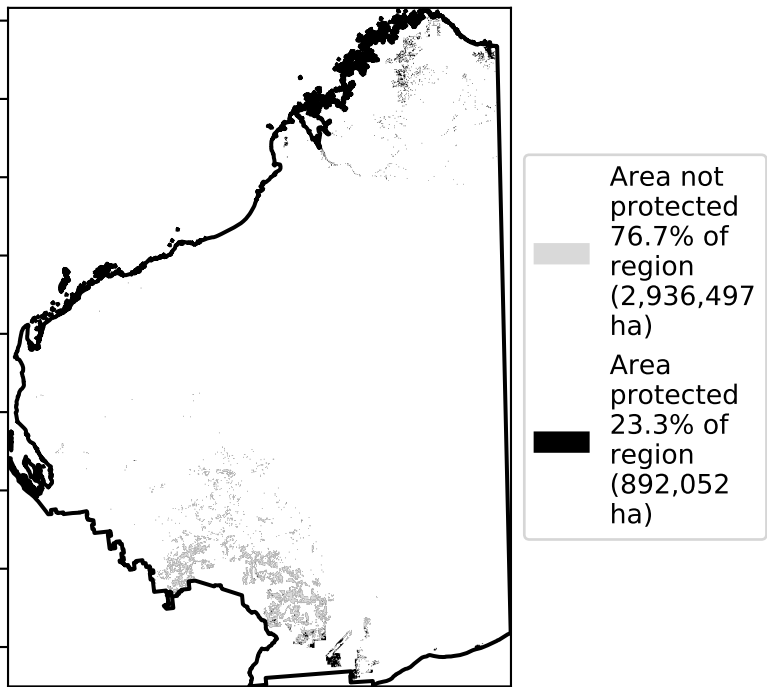 Area not
protected
76.7% of
region
(2,936,497
ha)
Area
protected
23.3% of
region
(892,052
ha)